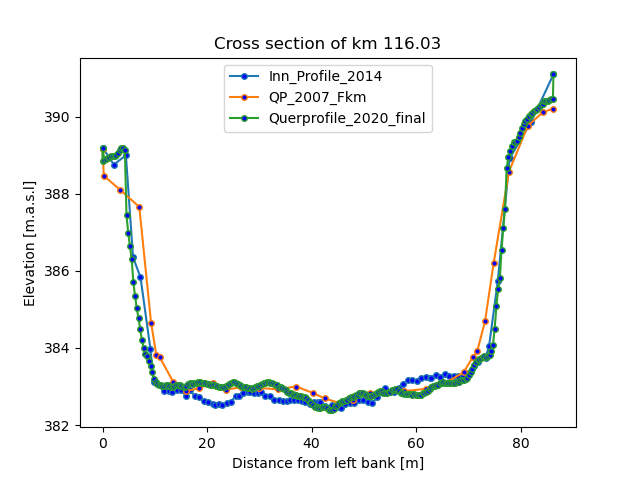 Cross section of km 116.03
Inn_Profile_2014
QP_2007_Fkm
Querprofile_2020_final
390
388
386
384
382
Elevation [m.a.s.l]
0 20 40 60 80
Distance from left bank [m]